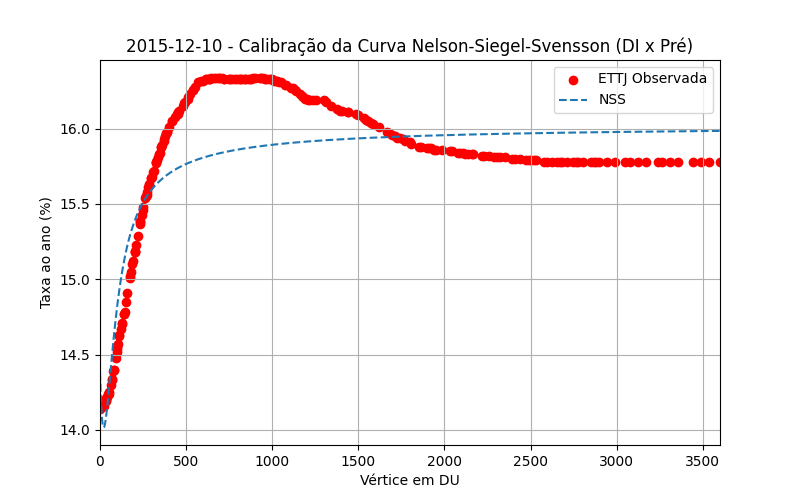 2015-12-10 - Calibração da Curva Nelson-Siegel-Svensson (DI x Pré)
ETTJ Observada
NSS
Taxa ao ano (%)
16.0
15.5
15.0
14.5
14.0
0 500 1000 1500 2000 2500 3000 3500
Vértice em DU